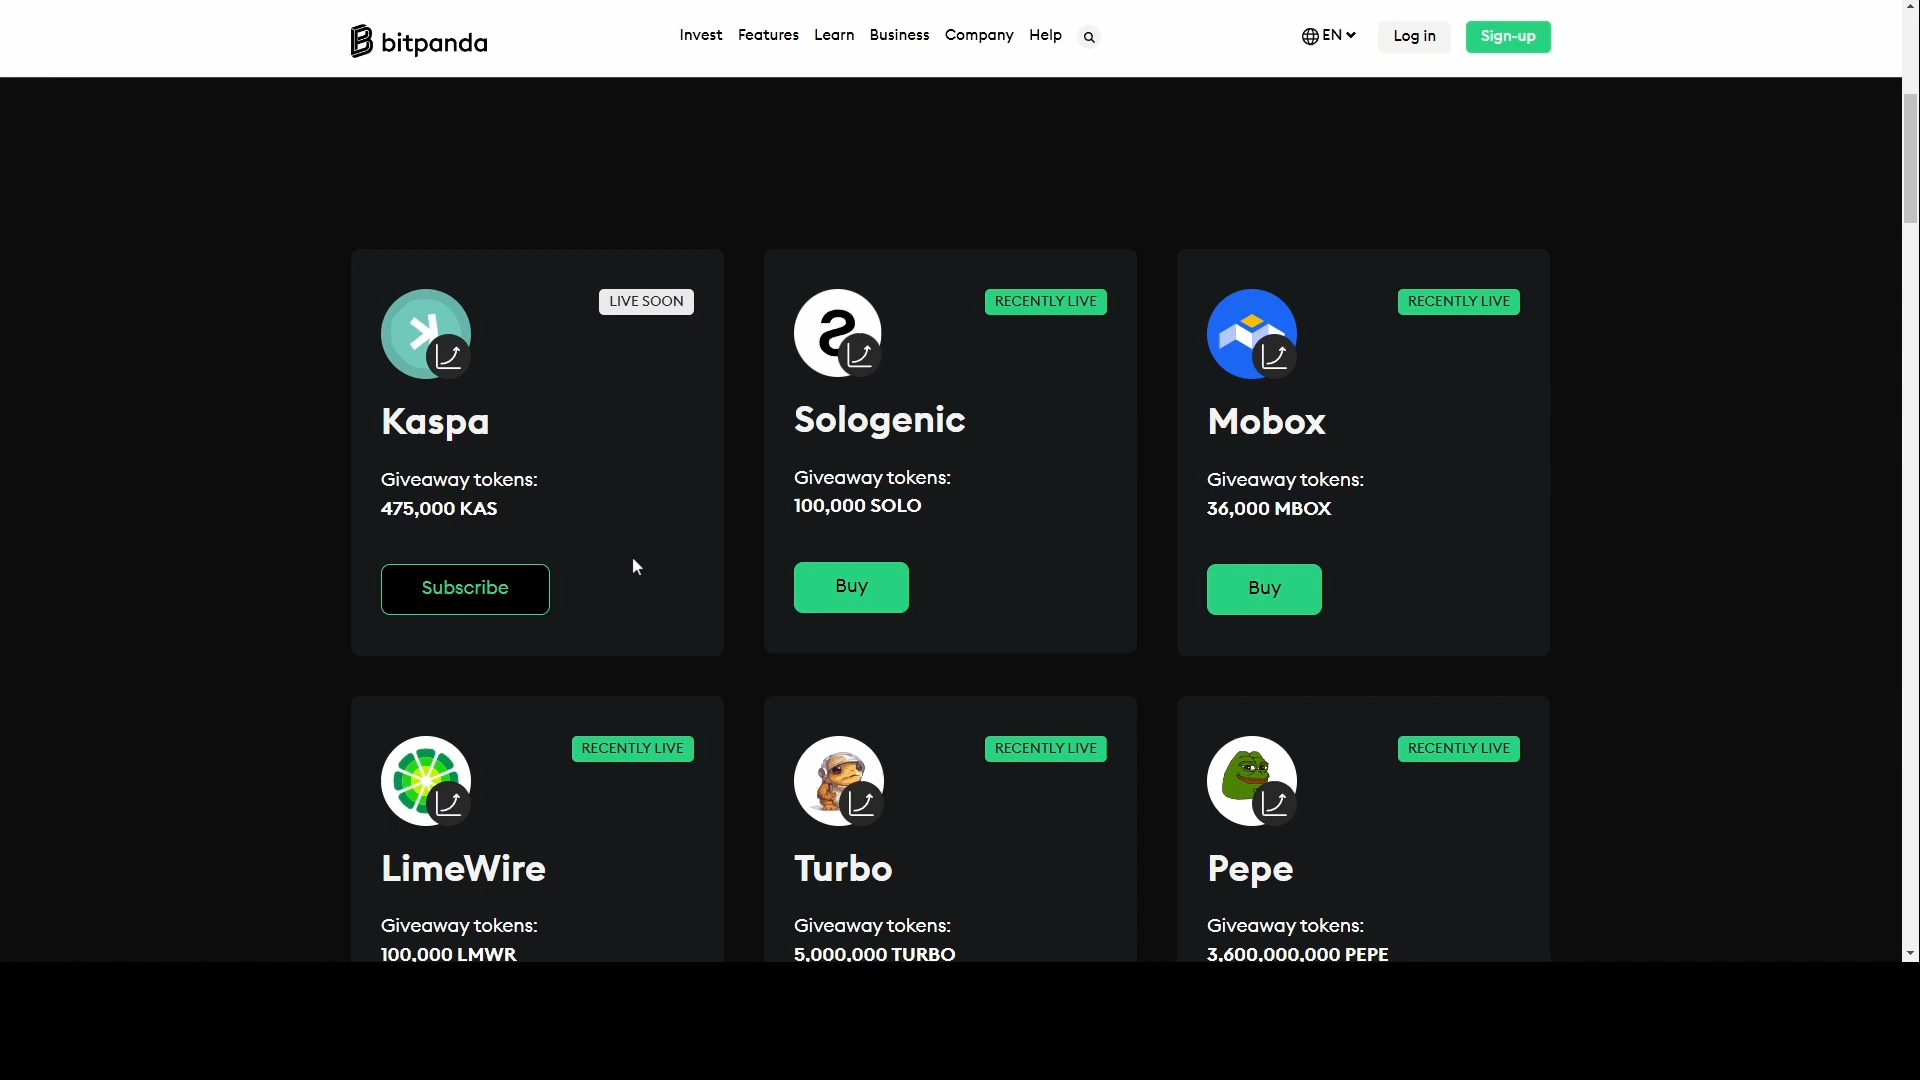 bitpanda
Invest Features Learn Business Company Help
EN
Log in
Sign-up
LIVE SOON
Kaspa
Giveaway tokens:
475,000 KAS
Subscribe
RECENTLY LIVE
Sologenic
Giveaway tokens:
100,000 SOLO
Buy
RECENTLY LIVE
Mobox
Giveaway tokens:
36,000 MBOX
Buy
RECENTLY LIVE
LimeWire
Giveaway tokens:
100,000 LMWR
RECENTLY LIVE
Turbo
Giveaway tokens:
5,000,000 TURBO
RECENTLY LIVE
Pepe
Giveaway tokens:
3,600,000,000 PEPE